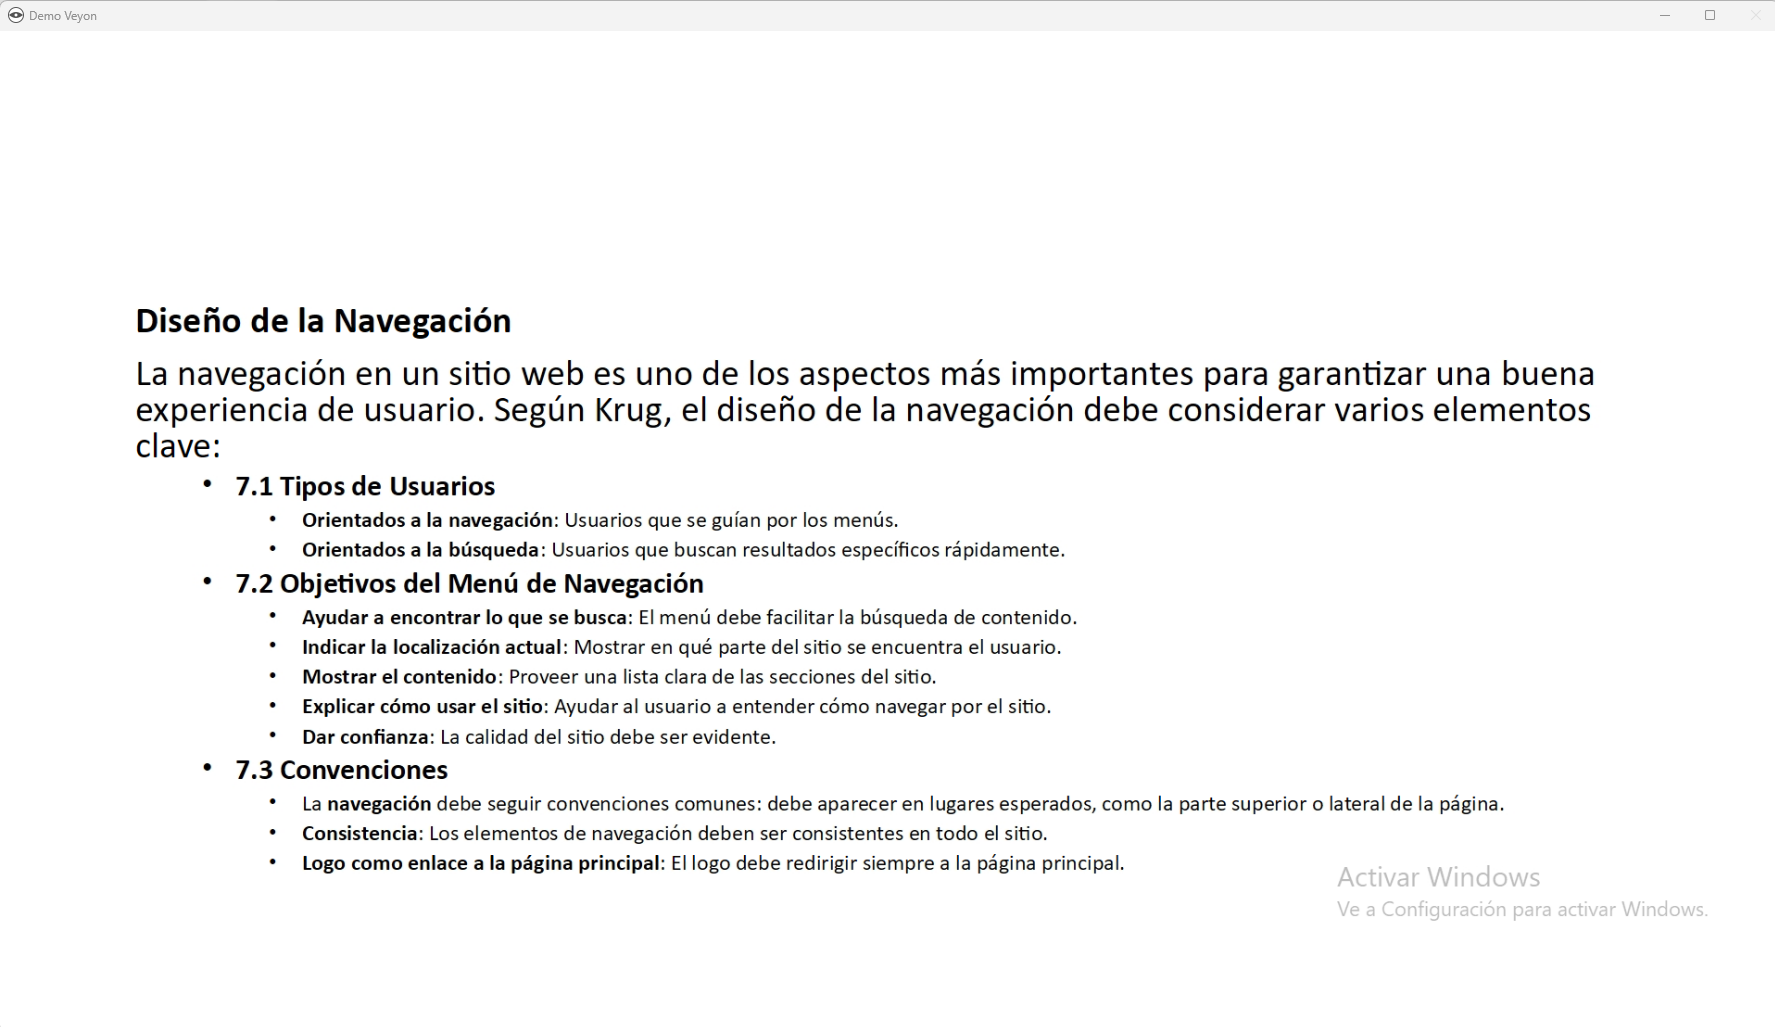 Demo Veyon
Diseño de la Navegación
La navegación en un sitio web es uno de los aspectos más importantes para garantizar una buena
experiencia de usuario. Según Krug, el diseño de la navegación debe considerar varios elementos
clave:
• 7.1 Tipos de Usuarios
• Orientados a la navegación: Usuarios que se guían por los menús.
• Orientados a la búsqueda: Usuarios que buscan resultados específicos rápidamente.
• 7.2 Objetivos del Menú de Navegación
• Ayudar a encontrar lo que se busca: El menú debe facilitar la búsqueda de contenido.
• Indicar la localización actual: Mostrar en qué parte del sitio se encuentra el usuario.
• Mostrar el contenido: Proveer una lista clara de las secciones del sitio.
• Explicar cómo usar el sitio: Ayudar al usuario a entender cómo navegar por el sitio.
• Dar confianza: La calidad del sitio debe ser evidente.
• 7.3 Convenciones
• La navegación debe seguir convenciones comunes: debe aparecer en lugares esperados, como la parte superior o lateral de la página.
• Consistencia: Los elementos de navegación deben ser consistentes en todo el sitio.
• Logo como enlace a la página principal: El logo debe redirigir siempre a la página principal.
Activar Windows
Ve a Configuración para activar Windows.